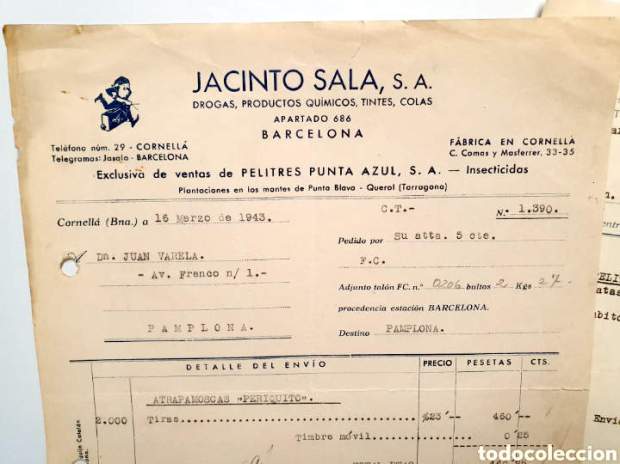 JACINTO SALA, S. A.
DROGAS, PRODUCTOS QUÍMICOS, TINTES, COLAS
APARTADO 686
BARCELONA
Teléfono núm. 29 - CORNELLÁ
Telegramas: Jasala - BARCELONA
FÁBRICA EN CORNELLÀ
C. Comas y Masferrer, 33-35
Exclusiva de ventas de PELITRES PUNTA AZUL, S. A. — Insecticidas
Plantaciones en los montes de Punta Blava - Querol (Tarragona)
Cornellá (Bna.) a 16 Marzo de 1943.
C.T.- N.º 1.390.
Dn. JUAN VARELA.
- Av. Franco n/ 1.-
PAMPLONA.
Pedido por Su atta. 5 cte.
F.C.
Adjunto talón FC. n.º 0206 bultos 2 Kgs 27
procedencia estación BARCELONA.
Destino PAMPLONA.
DETALLE DEL ENVÍO PRECIO PESETAS CTS.
ATRAPAMOSCAS "PERIQUITO".
2.000 Tiras %23'-- 460'--
Timbre móvil 0'25
todocoleccion